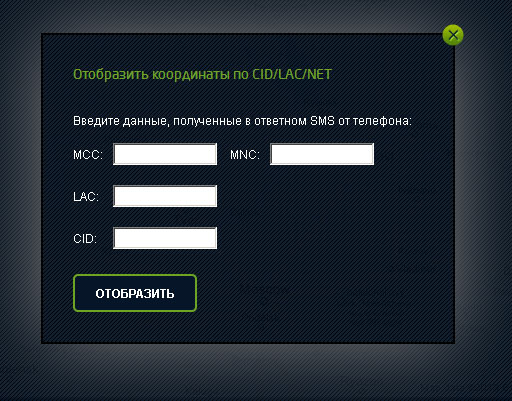 Отобразить координаты по CID/LAC/NET
Введите данные, полученные в ответном SMS от телефона:
MCC: MNC:
LAC:
CID:
ОТОБРАЗИТЬ